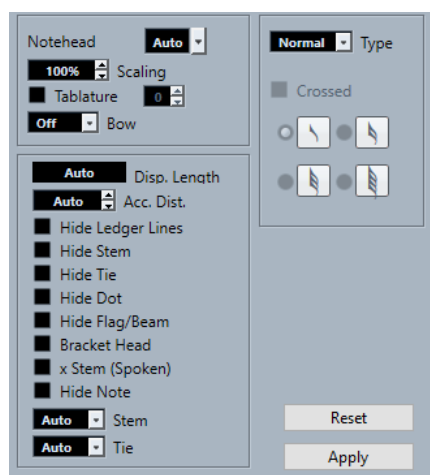 Notehead Auto
100% Scaling
Tablature 0
Off Bow
Auto Disp. Length
Auto Acc. Dist.
Hide Ledger Lines
Hide Stem
Hide Tie
Hide Dot
Hide Flag/Beam
Bracket Head
x Stem (Spoken)
Hide Note
Auto Stem
Auto Tie
Normal Type
Crossed
Reset
Apply